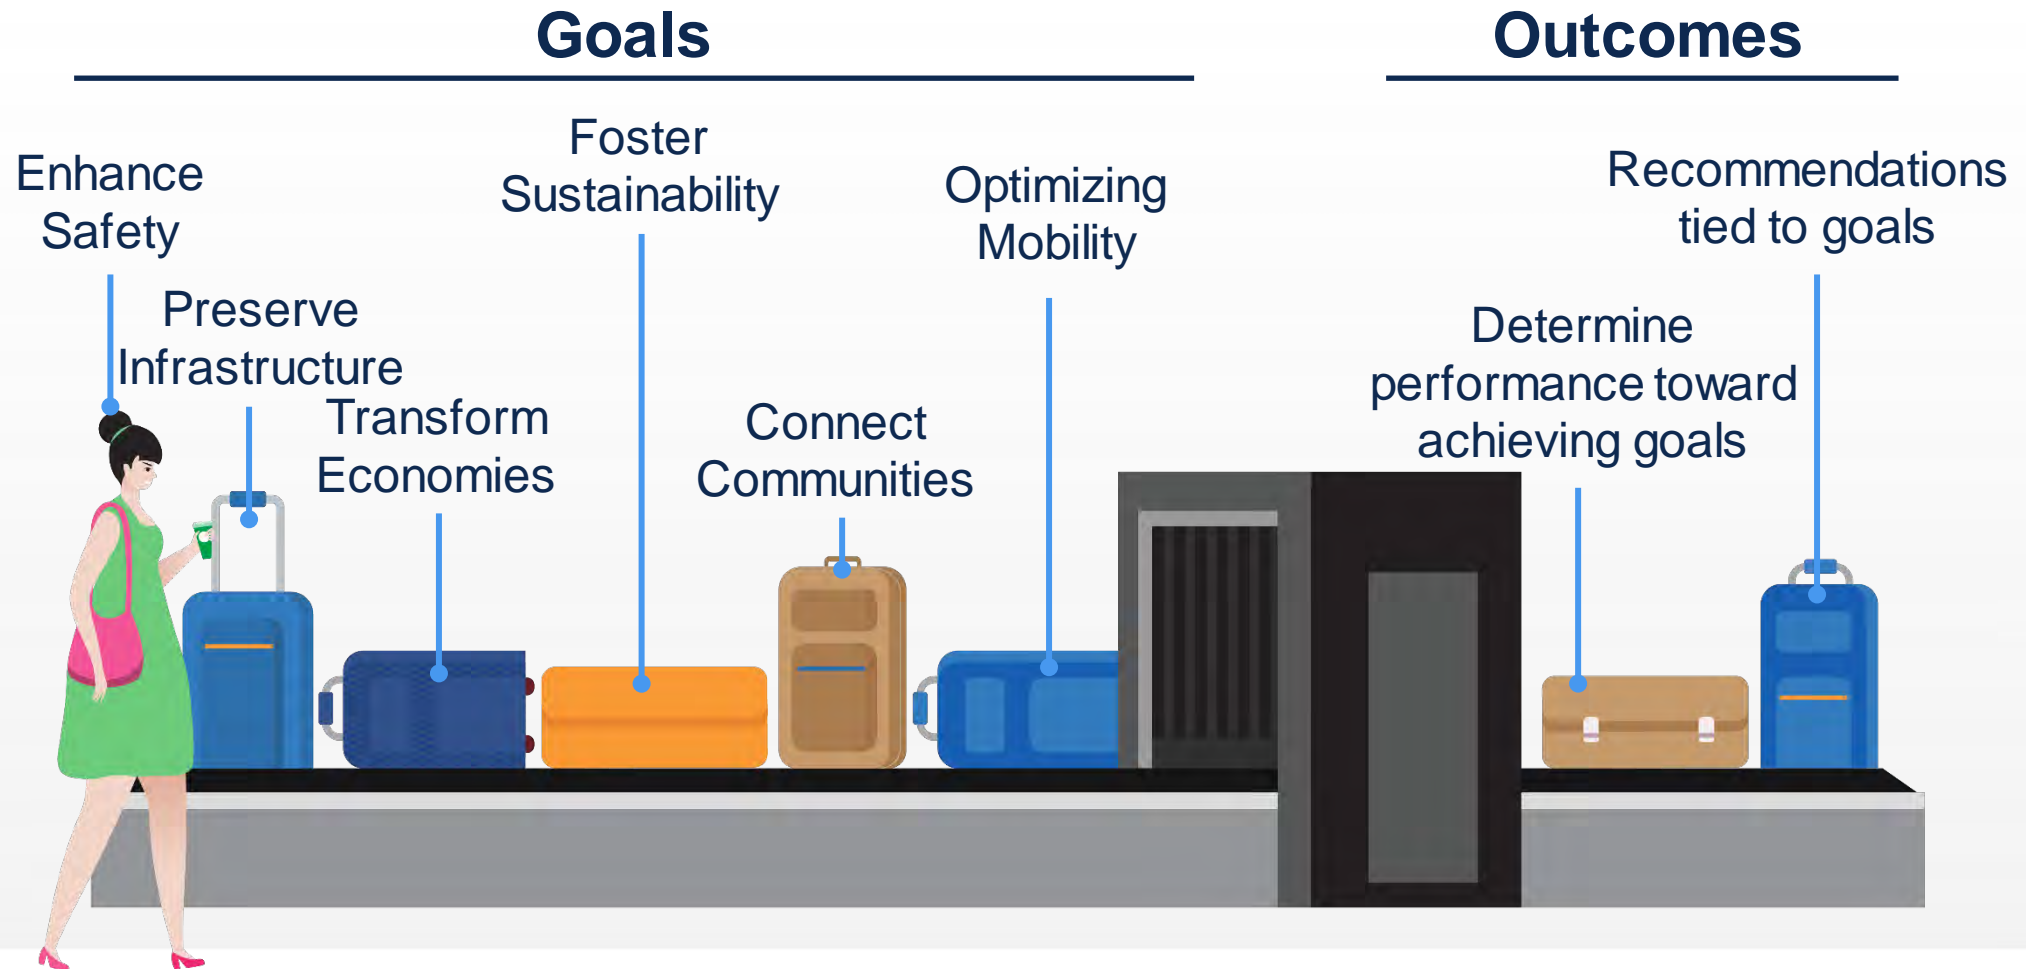 Goals
Enhance
Safety
Preserve
Infrastructure
Transform
Economies
Foster
Sustainability
Connect
Communities
Optimizing
Mobility
Outcomes
Determine
performance toward
achieving goals
Recommendations
tied to goals